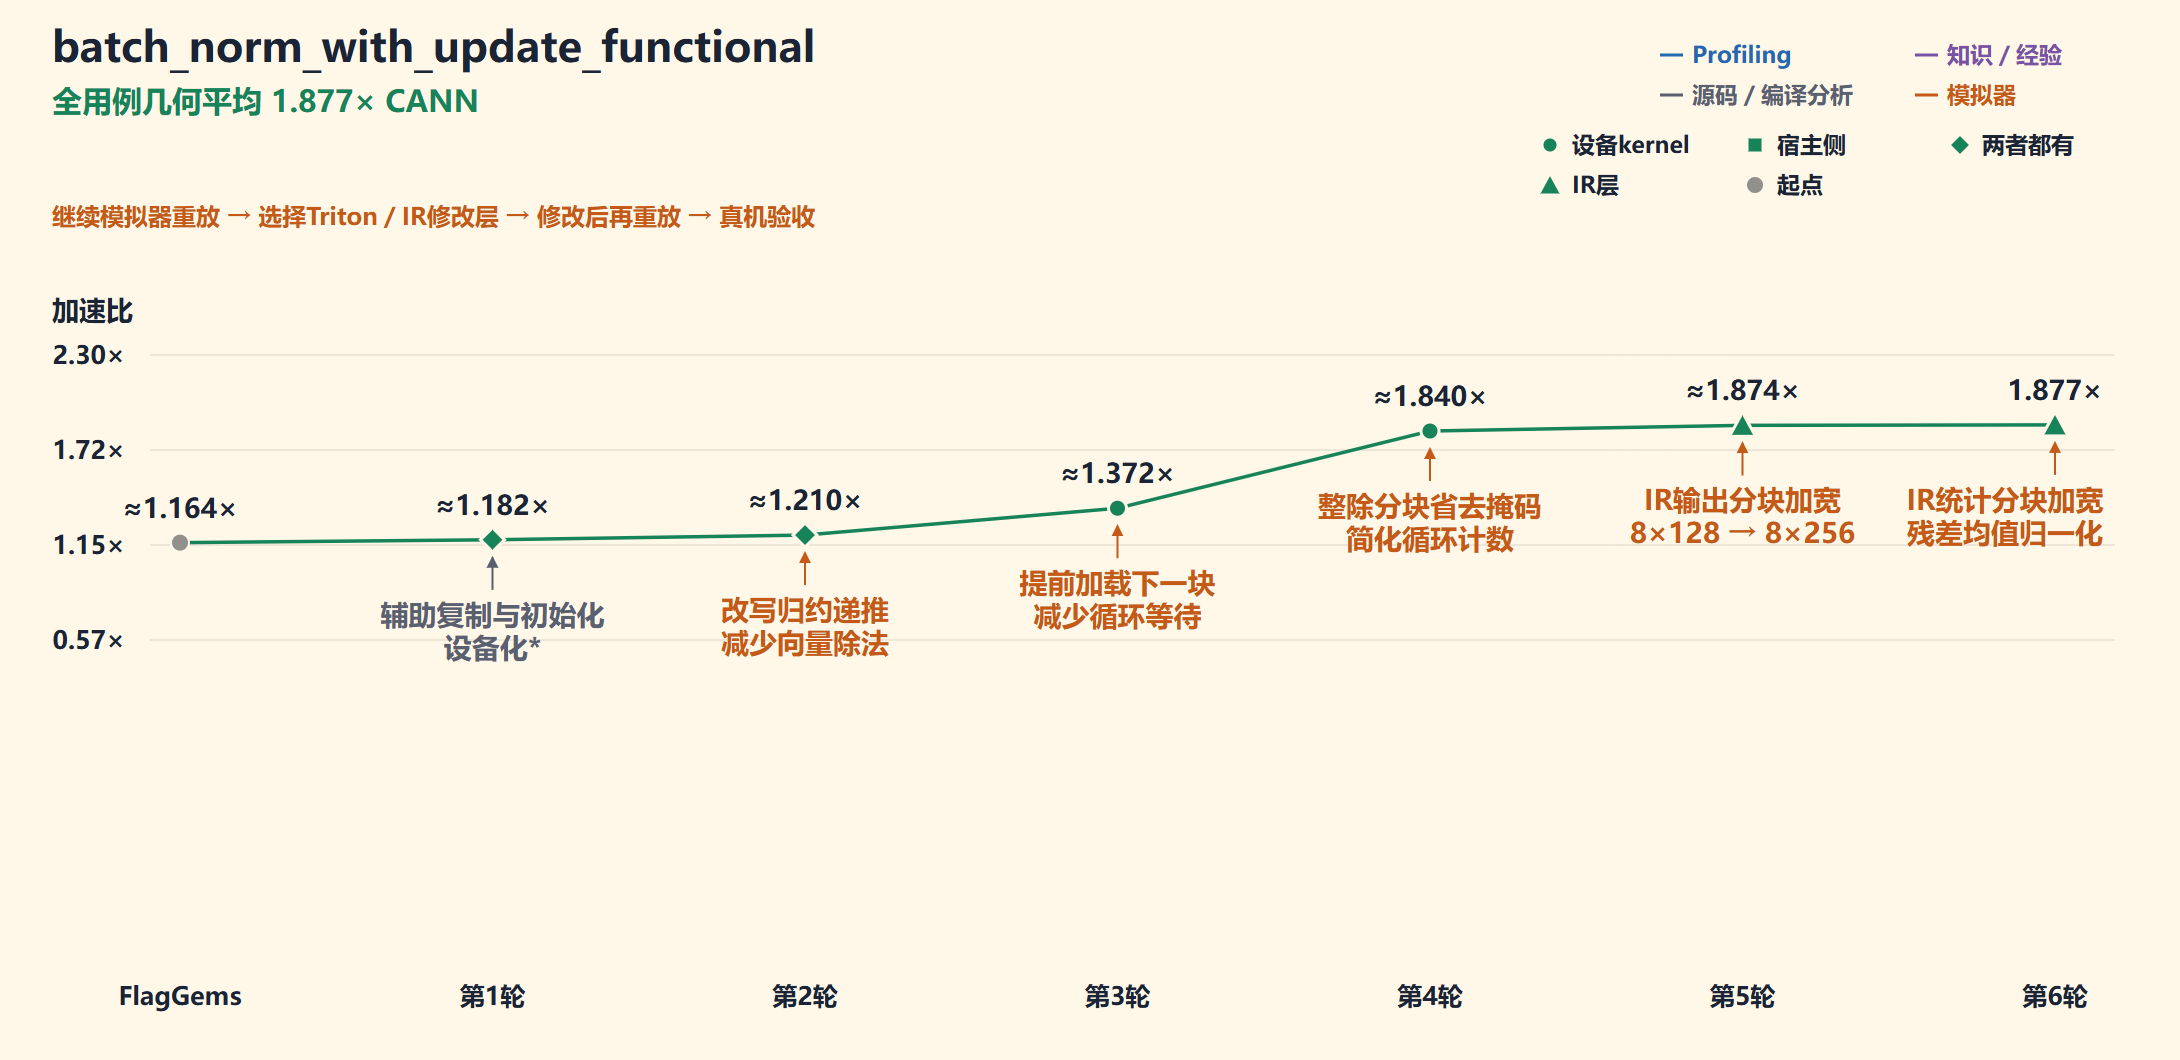 batch_norm_with_update_functional
全用例几何平均 1.877× CANN
Profiling
知识 / 经验
源码 / 编译分析
模拟器
设备kernel
宿主侧
两者都有
IR层
起点
继续模拟器重放 → 选择Triton / IR修改层 → 修改后再重放 → 真机验收
加速比
2.30×
1.72×
1.15×
0.57×
≈1.164×
≈1.182×
辅助复制与初始化
设备化*
≈1.210×
改写归约递推
减少向量除法
≈1.372×
提前加载下一块
减少循环等待
≈1.840×
整除分块省去掩码
简化循环计数
≈1.874×
IR输出分块加宽
8×128 → 8×256
1.877×
IR统计分块加宽
残差均值归一化
FlagGems
第1轮
第2轮
第3轮
第4轮
第5轮
第6轮